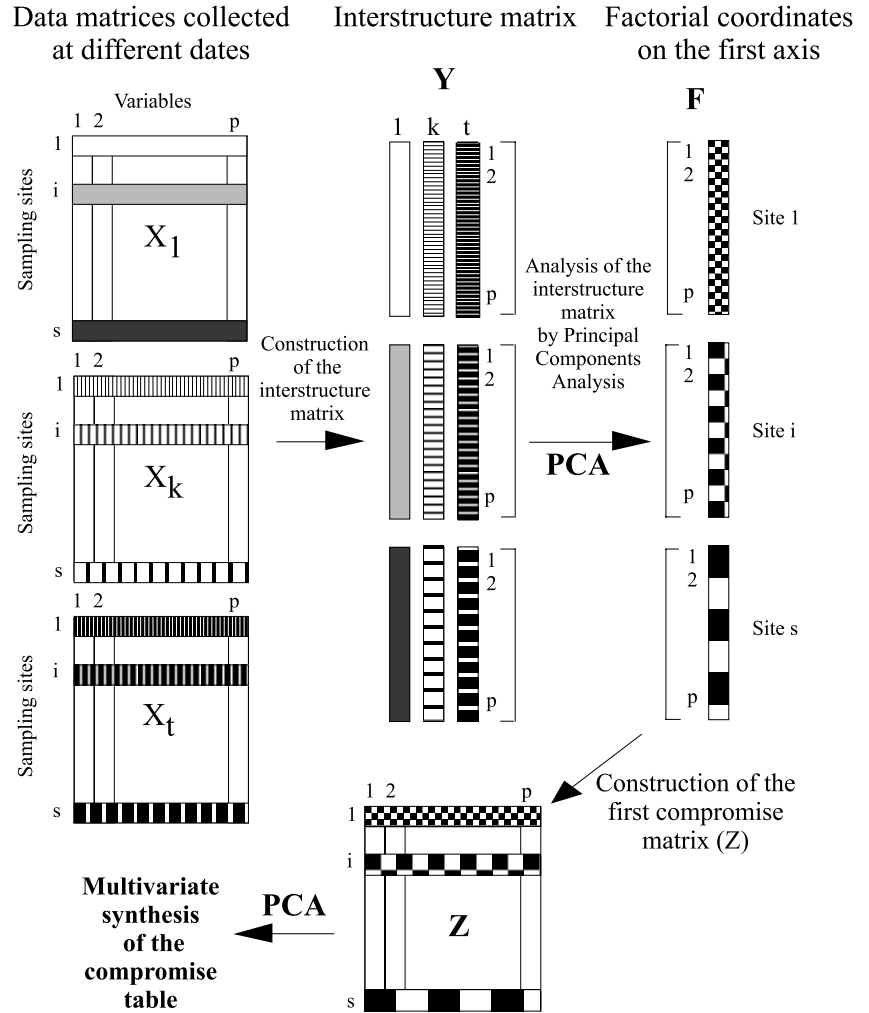 Data matrices collected
at different dates
Interstructure matrix
Factorial coordinates
on the first axis
Y
F
Variables
1 2 p
1
i
s
Sampling sites
X1
1 2 p
1
i
s
Sampling sites
Xk
1 2 p
1
i
s
Sampling sites
Xt
Construction
of the
interstructure
matrix
1 k t
1
2
p
1
2
p
1
2
p
Analysis of the
interstructure
matrix
by Principal
Components
Analysis
PCA
1
2
p
Site 1
1
2
p
Site i
1
2
p
Site s
Construction of the
first compromise
matrix (Z)
1 2 p
1
i
s
Z
PCA
Multivariate
synthesis
of the
compromise
table